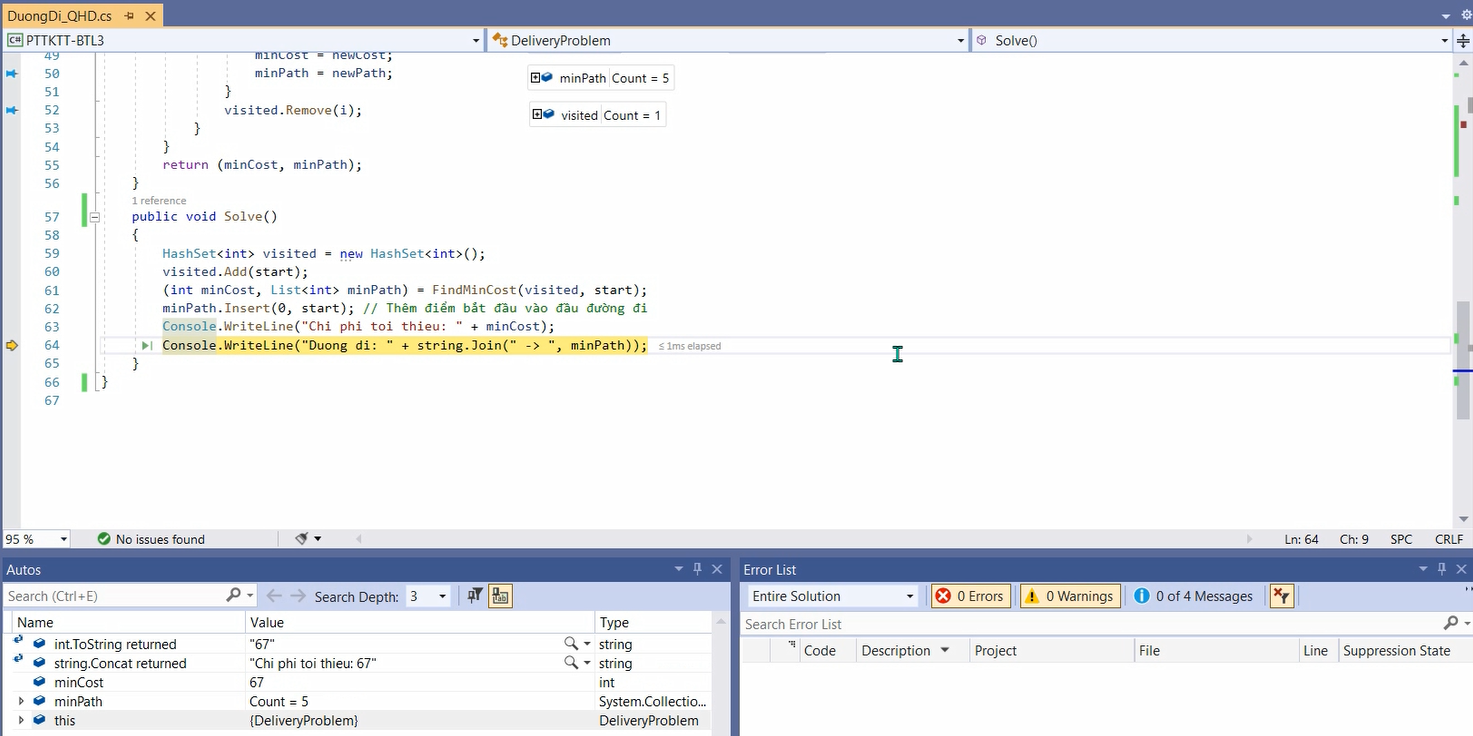 DuongDi_QHD.cs
C# PTTKTT-BTL3 DeliveryProblem Solve()
49 minCost = newCost;
50 minPath = newPath; minPath Count = 5
51 }
52 visited.Remove(i); visited Count = 1
53 }
54 }
55 return (minCost, minPath);
56 }
1 reference
57 public void Solve()
58 {
59 HashSet<int> visited = new HashSet<int>();
60 visited.Add(start);
61 (int minCost, List<int> minPath) = FindMinCost(visited, start);
62 minPath.Insert(0, start); // Thêm điểm bắt đầu vào đầu đường đi
63 Console.WriteLine("Chi phi toi thieu: " + minCost);
64 Console.WriteLine("Duong di: " + string.Join(" -> ", minPath)); ≤ 1ms elapsed
65 }
66 }
67
95 % No issues found Ln: 64 Ch: 9 SPC CRLF
Autos
Search (Ctrl+E) Search Depth: 3
Name Value Type
int.ToString returned "67" string
string.Concat returned "Chi phi toi thieu: 67" string
minCost 67 int
minPath Count = 5 System.Collectio...
this {DeliveryProblem} DeliveryProblem
Error List
Entire Solution 0 Errors 0 Warnings 0 of 4 Messages
Search Error List
Code Description Project File Line Suppression State